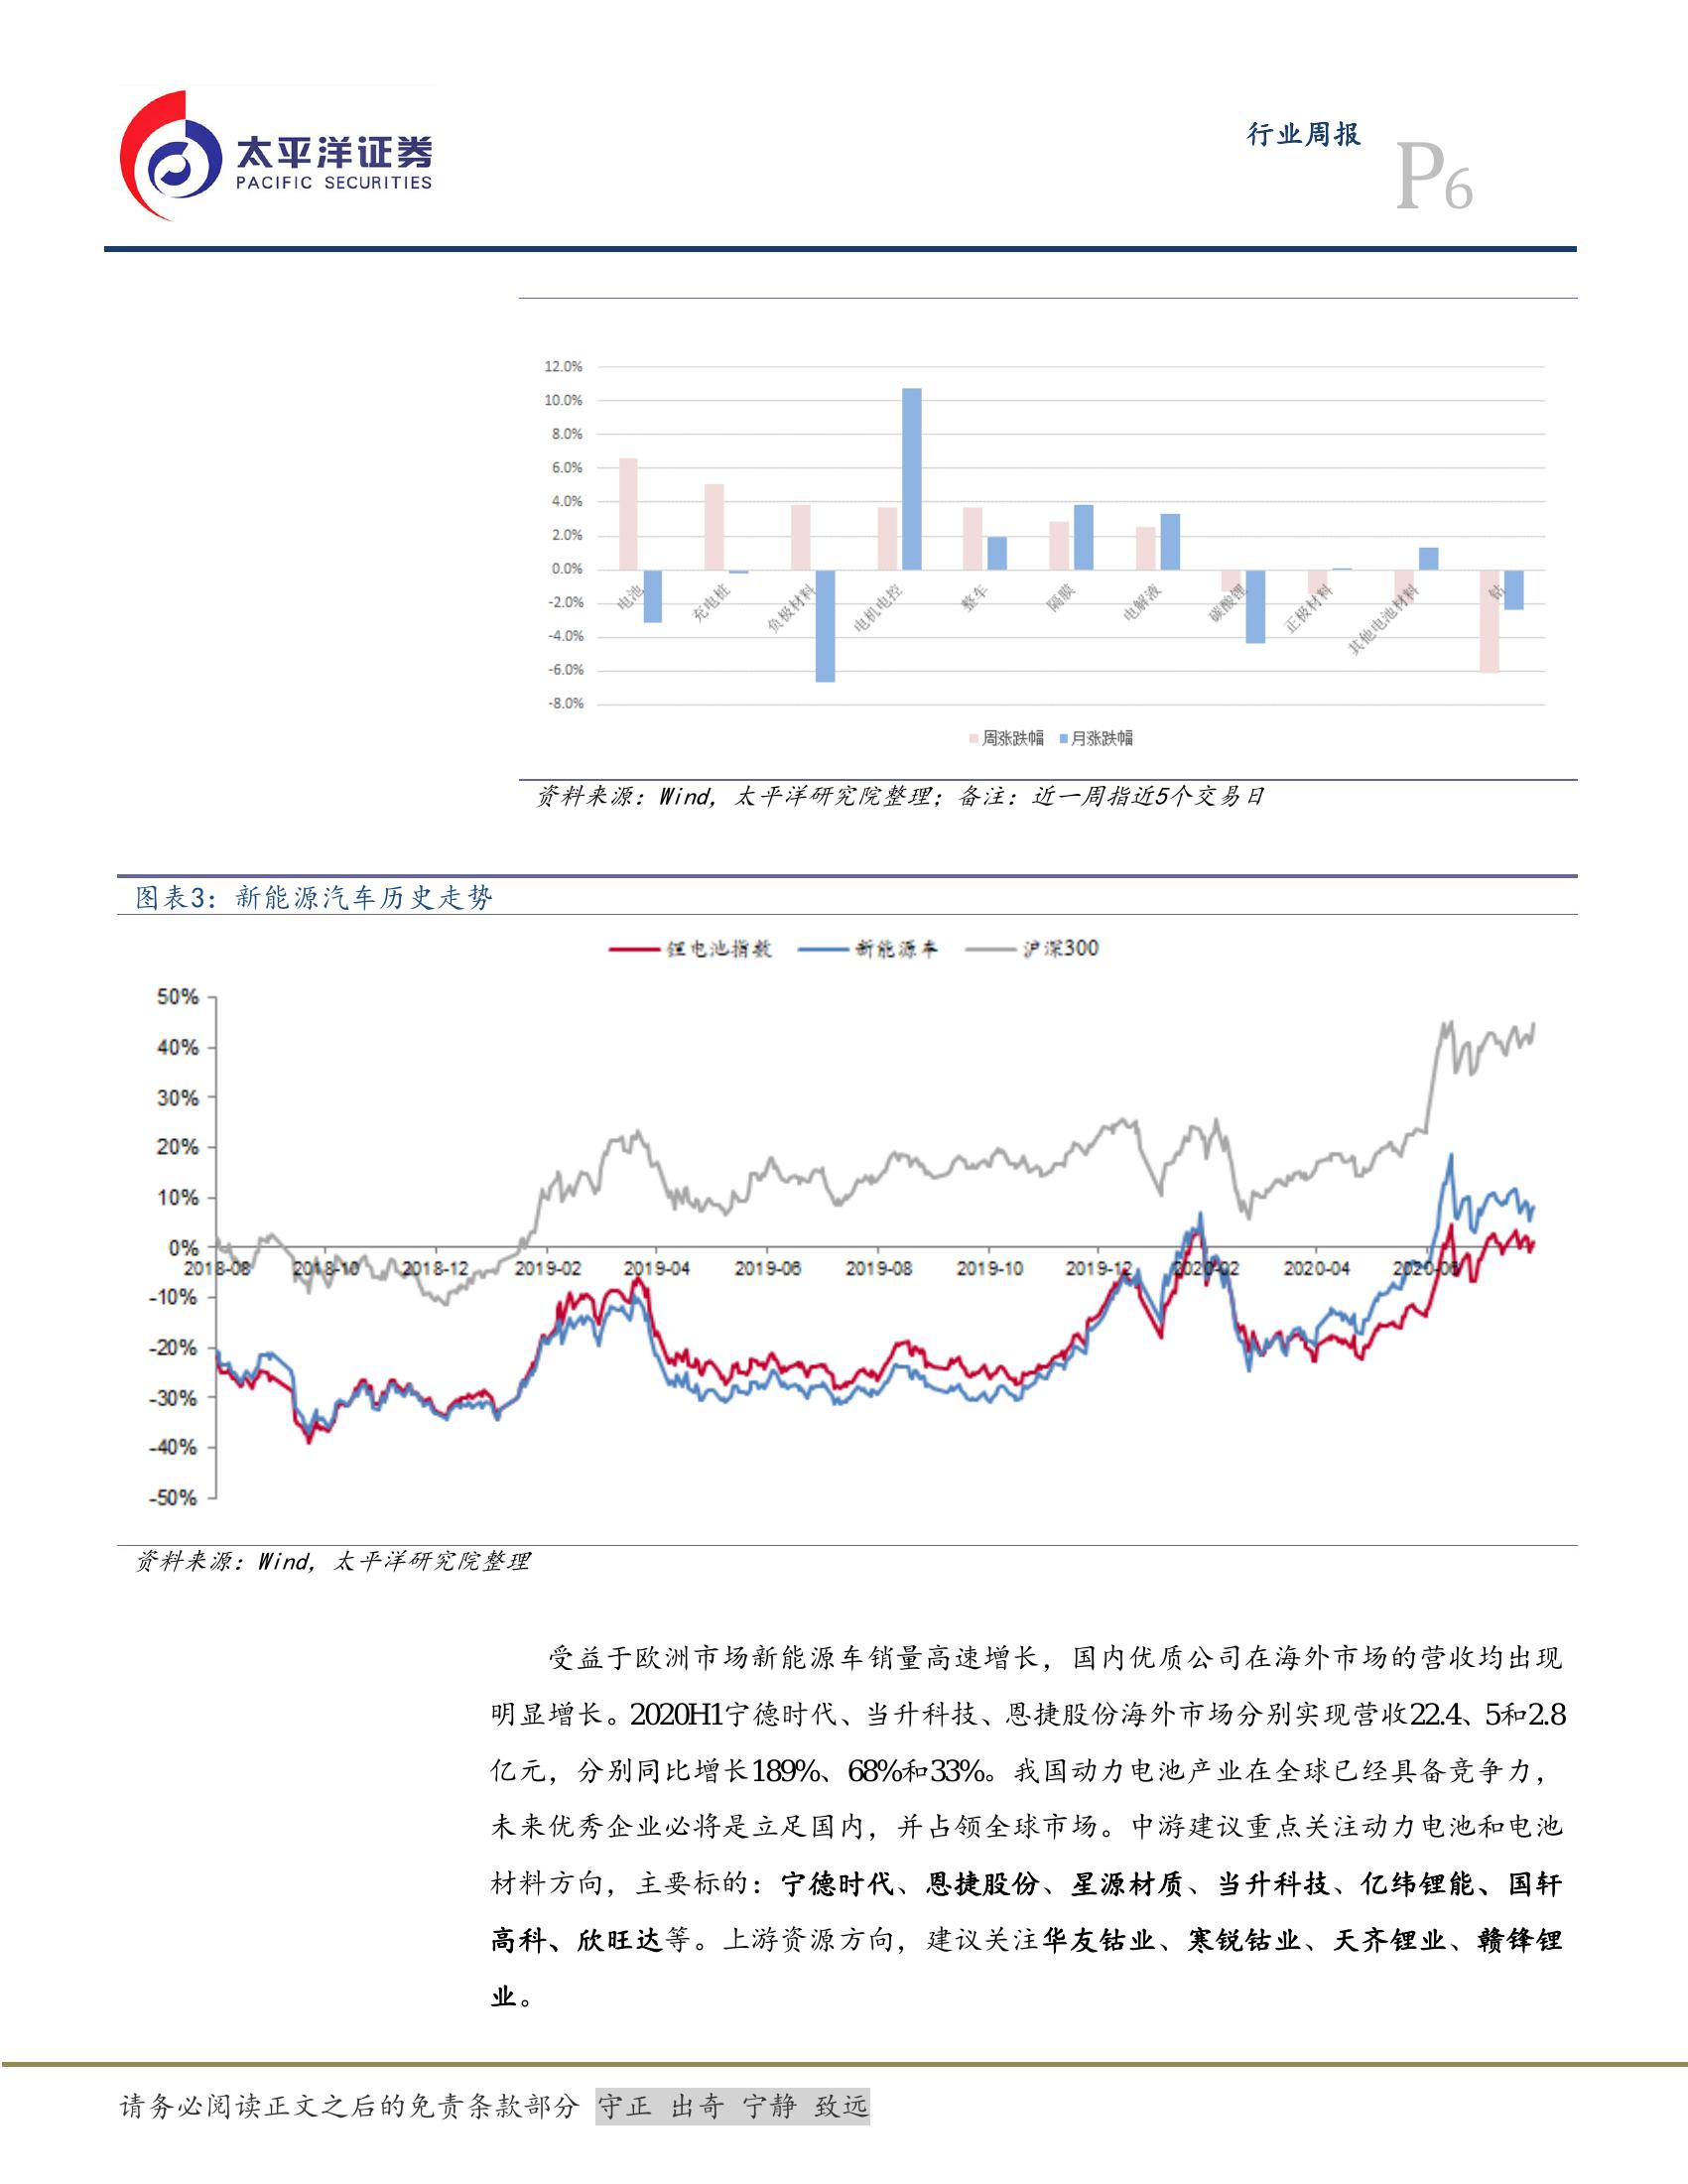 太平洋证券
PACIFIC SECURITIES
行业周报
P6
12.0%
10.0%
8.0%
6.0%
4.0%
2.0%
0.0%
-2.0%
-4.0%
-6.0%
-8.0%
电池
充电桩
负极材料
电机电控
整车
隔膜
电解液
碳酸锂
正极材料
其他电池材料
钴
周涨跌幅 月涨跌幅
资料来源：Wind，太平洋研究院整理；备注：近一周指近5个交易日
图表3：新能源汽车历史走势
锂电池指数 新能源车 沪深300
50%
40%
30%
20%
10%
0%
-10%
-20%
-30%
-40%
-50%
2018-08 2018-10 2018-12 2019-02 2019-04 2019-06 2019-08 2019-10 2019-12 2020-02 2020-04 2020-06
资料来源：Wind，太平洋研究院整理
受益于欧洲市场新能源车销量高速增长，国内优质公司在海外市场的营收均出现
明显增长。2020H1宁德时代、当升科技、恩捷股份海外市场分别实现营收22.4、5和2.8
亿元，分别同比增长189%、68%和33%。我国动力电池产业在全球已经具备竞争力，
未来优秀企业必将是立足国内，并占领全球市场。中游建议重点关注动力电池和电池
材料方向，主要标的：宁德时代、恩捷股份、星源材质、当升科技、亿纬锂能、国轩
高科、欣旺达等。上游资源方向，建议关注华友钴业、寒锐钴业、天齐锂业、赣锋锂
业。
请务必阅读正文之后的免责条款部分 守正 出奇 宁静 致远